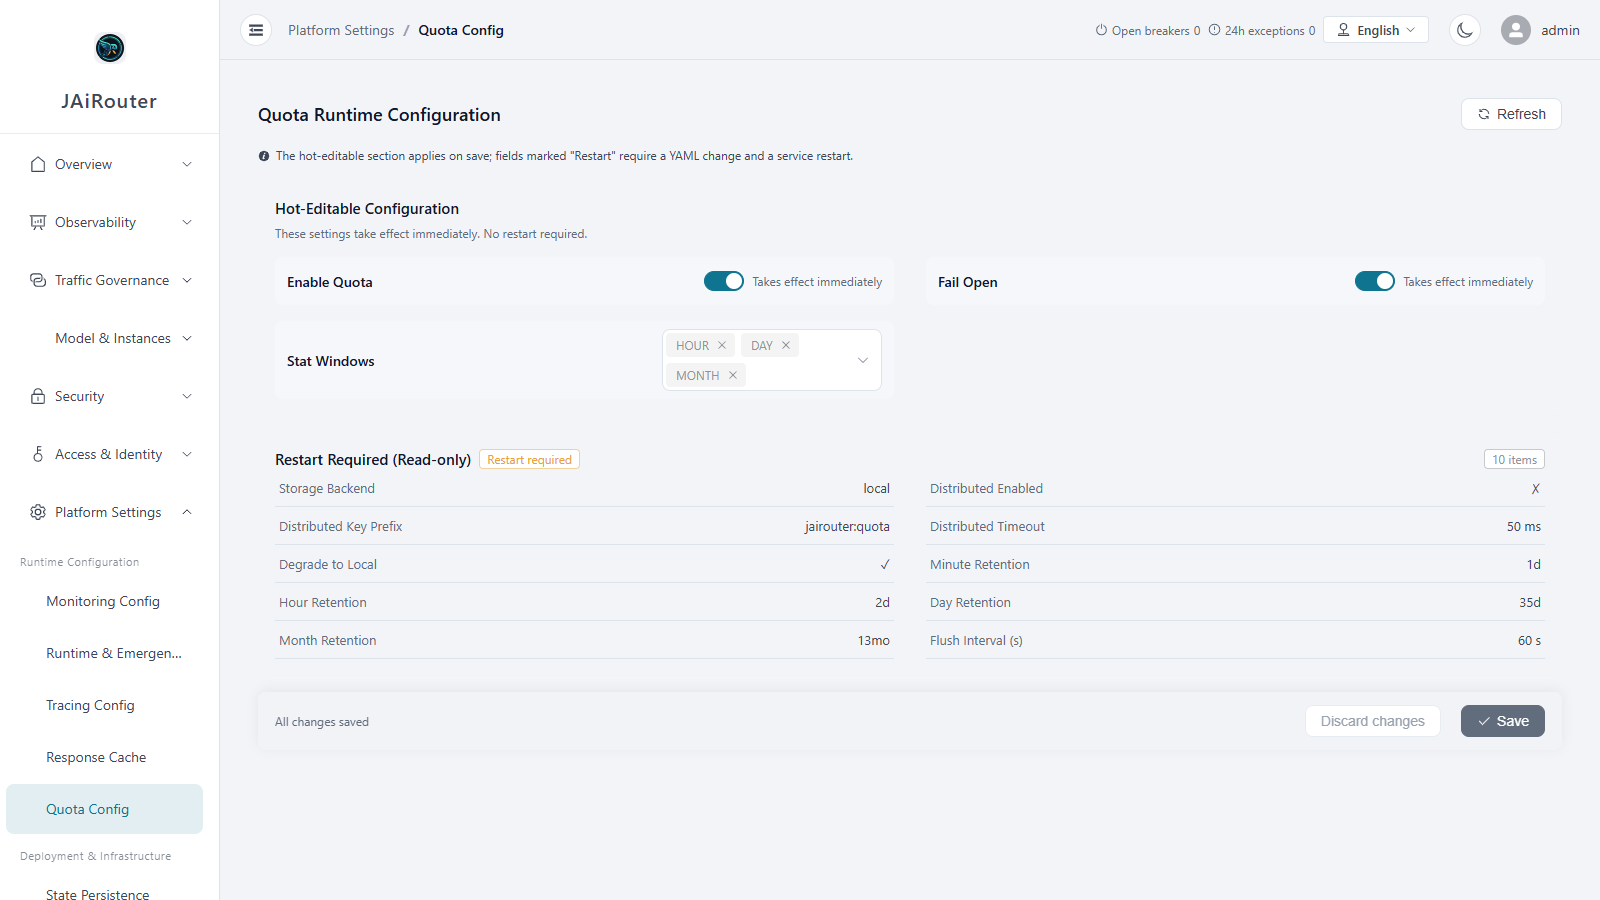 JAiRouter
Overview
Observability
Traffic Governance
Model & Instances
Security
Access & Identity
Platform Settings
Runtime Configuration
Monitoring Config
Runtime & Emergen...
Tracing Config
Response Cache
Quota Config
Deployment & Infrastructure
State Persistence
Platform Settings / Quota Config
Open breakers 0 24h exceptions 0 English admin
Quota Runtime Configuration
Refresh
The hot-editable section applies on save; fields marked "Restart" require a YAML change and a service restart.
Hot-Editable Configuration
These settings take effect immediately. No restart required.
Enable Quota Takes effect immediately
Fail Open Takes effect immediately
Stat Windows
HOUR DAY
MONTH
Restart Required (Read-only) Restart required 10 items
Storage Backend local
Distributed Enabled ✗
Distributed Key Prefix jairouter:quota
Distributed Timeout 50 ms
Degrade to Local ✓
Minute Retention 1d
Hour Retention 2d
Day Retention 35d
Month Retention 13mo
Flush Interval (s) 60 s
All changes saved
Discard changes
Save